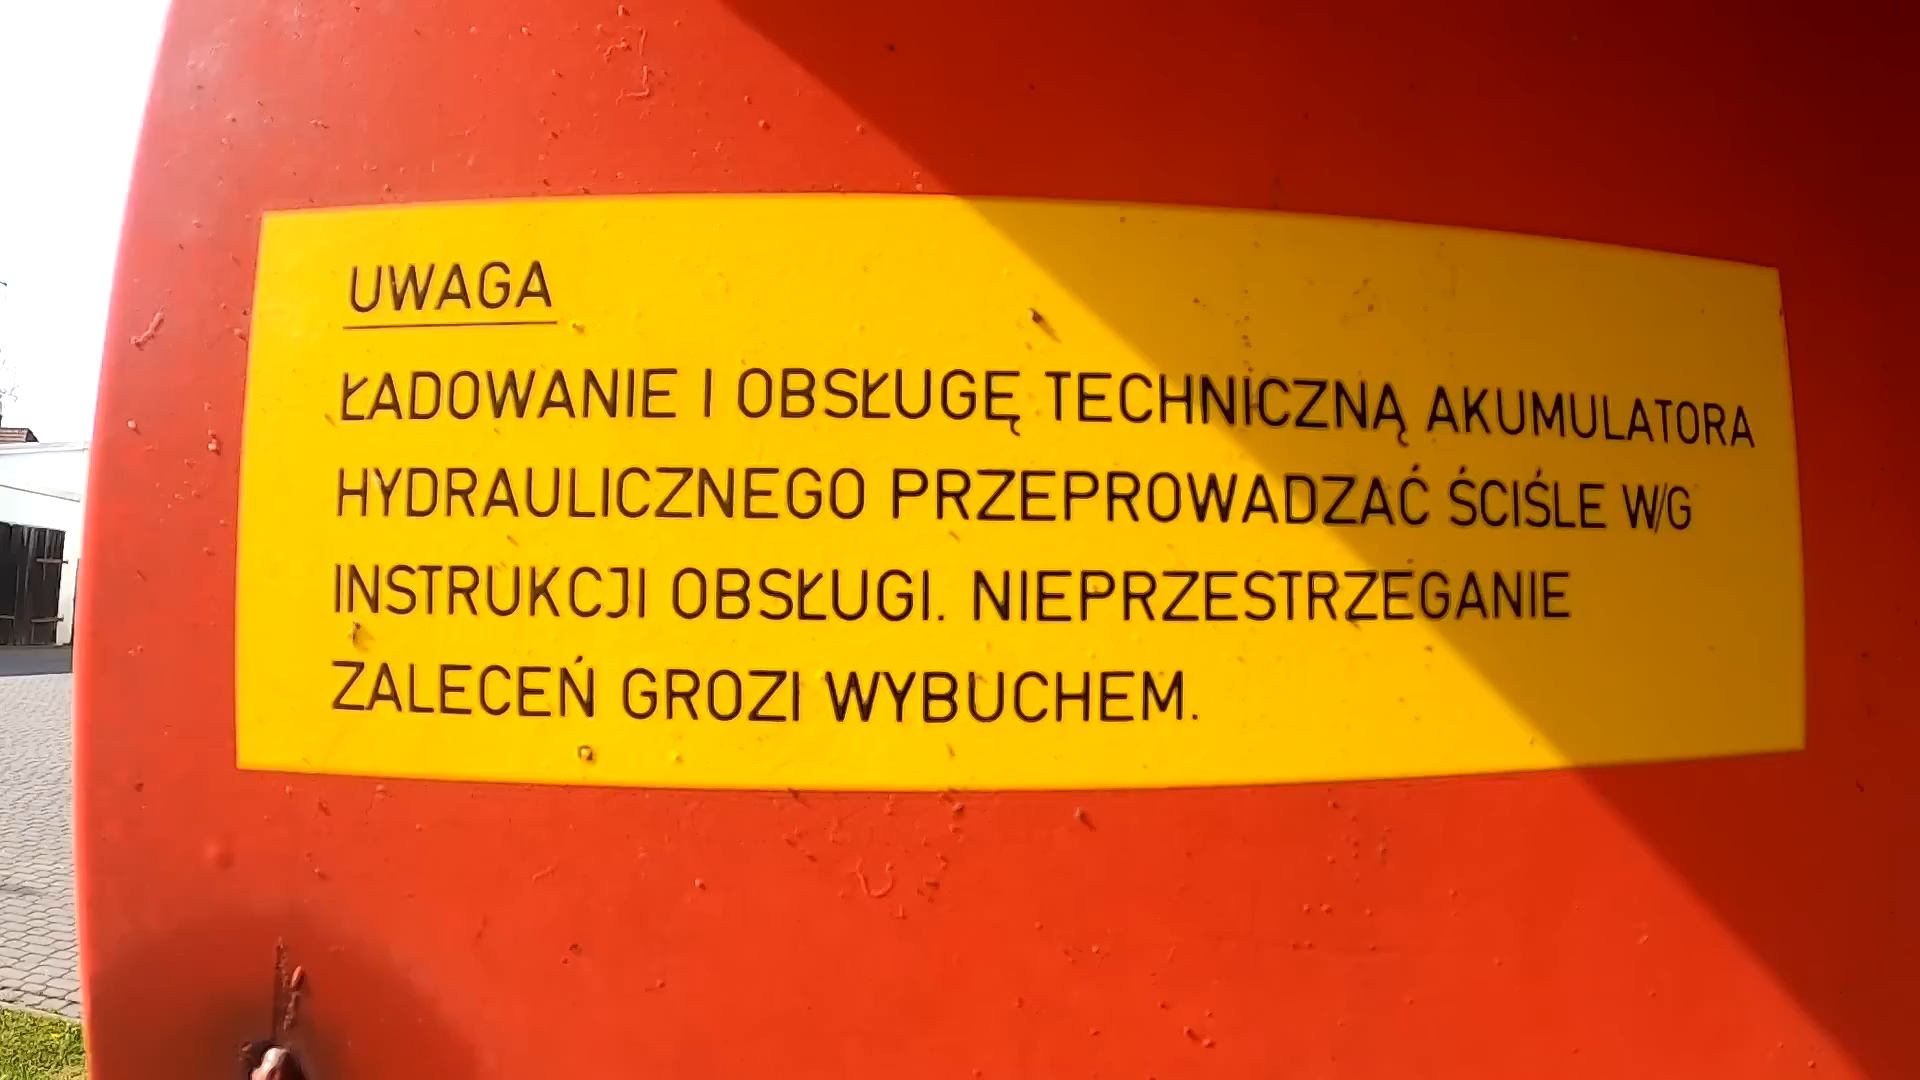 UWAGA
ŁADOWANIE I OBSŁUGĘ TECHNICZNĄ AKUMULATORA
HYDRAULICZNEGO PRZEPROWADZAĆ ŚCIŚLE W/G
INSTRUKCJI OBSŁUGI. NIEPRZESTRZEGANIE
ZALECEŃ GROZI WYBUCHEM.